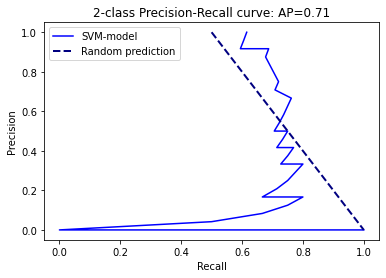 2-class Precision-Recall curve: AP=0.71
SVM-model
Random prediction
1.0
0.8
0.6
0.4
0.2
0.0
Precision
0.0 0.2 0.4 0.6 0.8 1.0
Recall